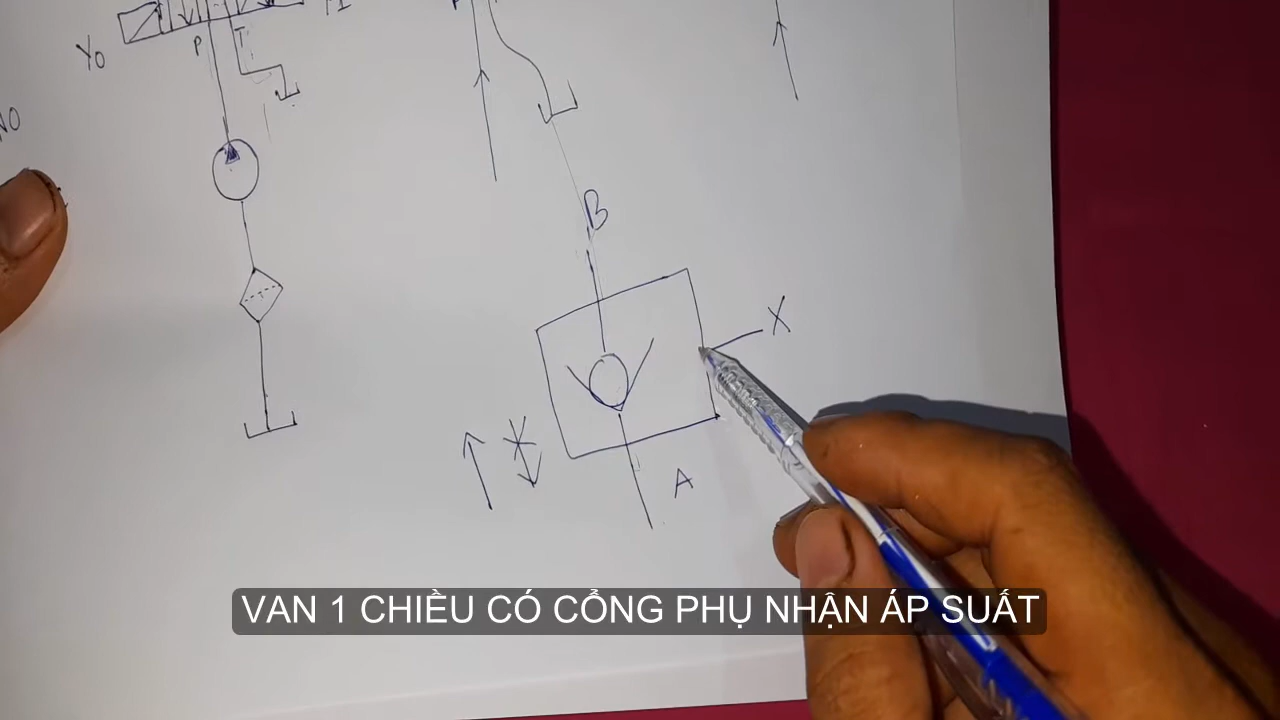 P
T
Y0
B
X
A
VAN 1 CHIỀU CÓ CỔNG PHỤ NHẬN ÁP SUẤT